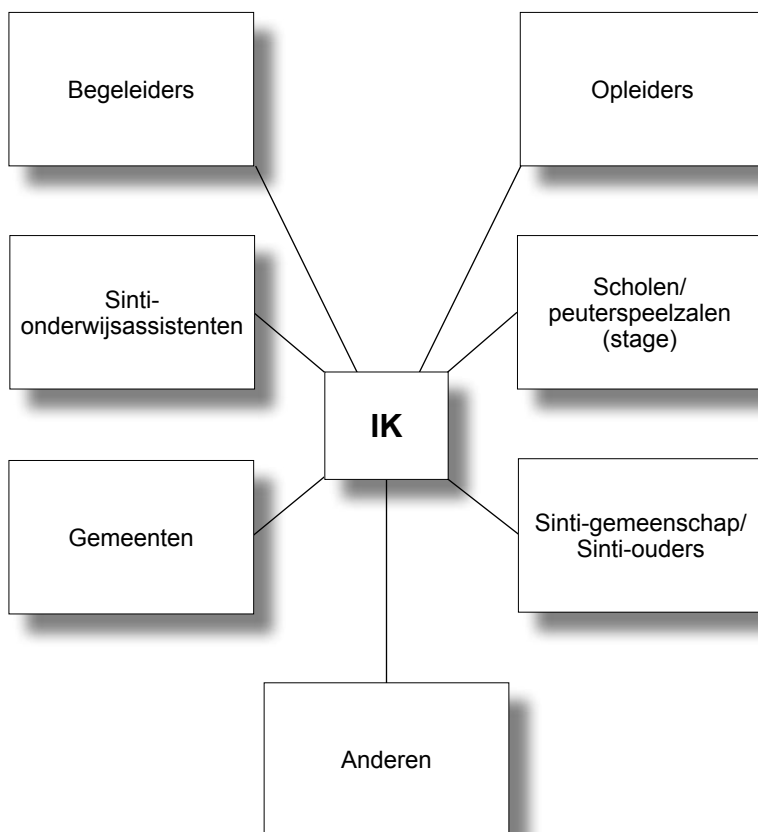 Begeleiders
Opleiders
Sinti-
onderwijsassistenten
Scholen/
peuterspeelzalen
(stage)
IK
Gemeenten
Sinti-gemeenschap/
Sinti-ouders
Anderen